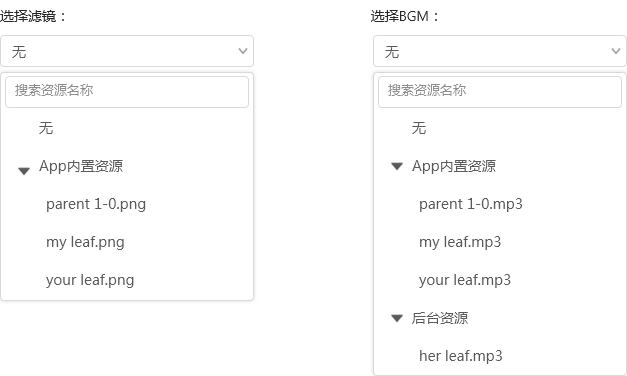 选择滤镜：
无
搜索资源名称
无
App内置资源
parent 1-0.png
my leaf.png
your leaf.png
选择BGM：
无
搜索资源名称
无
App内置资源
parent 1-0.mp3
my leaf.mp3
your leaf.mp3
后台资源
her leaf.mp3